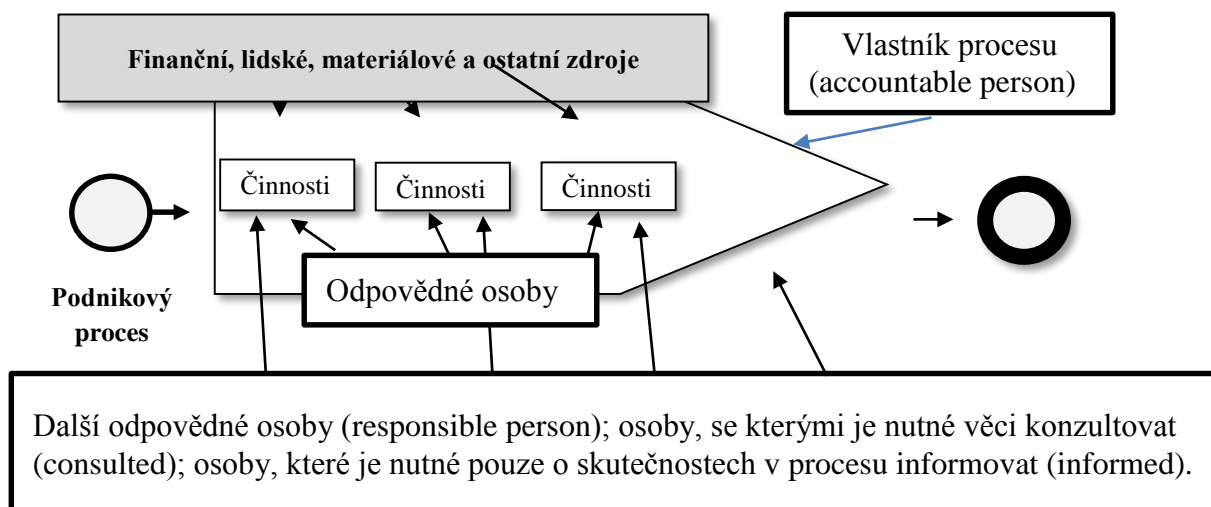 Finanční, lidské, materiálové a ostatní zdroje
Vlastník procesu
(accountable person)
Činnosti
Činnosti
Činnosti
Odpovědné osoby
Podnikový
proces
Další odpovědné osoby (responsible person); osoby, se kterými je nutné věci konzultovat
(consulted); osoby, které je nutné pouze o skutečnostech v procesu informovat (informed).